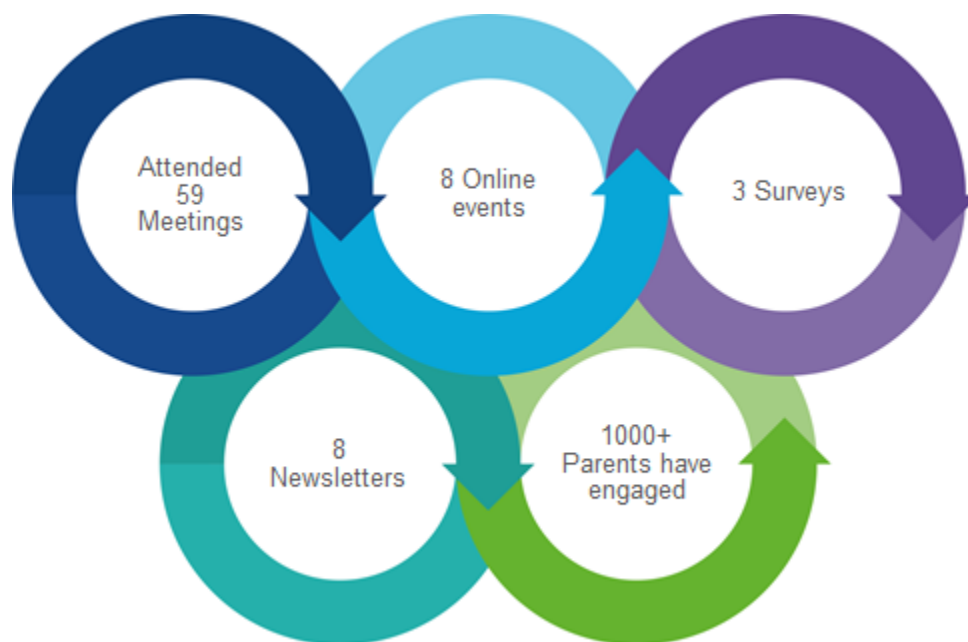 Attended
59
Meetings
8 Online
events
3 Surveys
8
Newsletters
1000+
Parents have
engaged